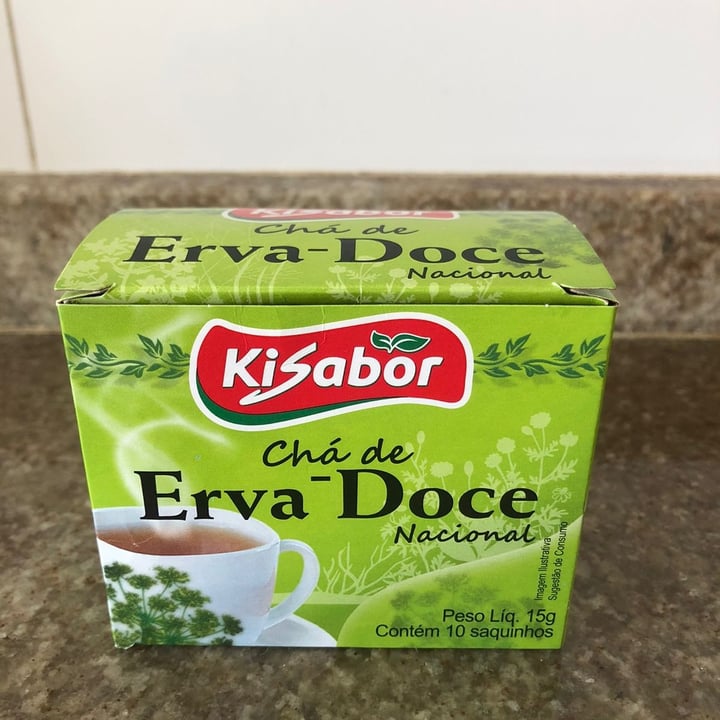 KiSabor
Chá de
Erva-Doce
Nacional
KiSabor
Chá de
Erva-Doce
Nacional
Imagem Ilustrativa
Sugestão de Consumo
Peso Líq. 15g
Contém 10 saquinhos